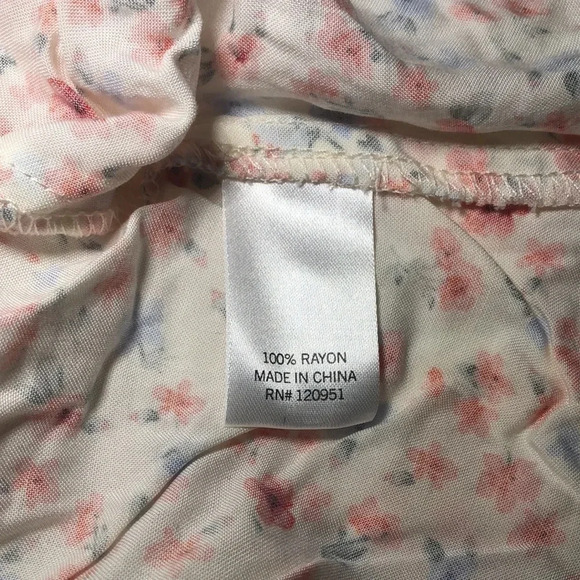 100% RAYON
MADE IN CHINA
RN# 120951